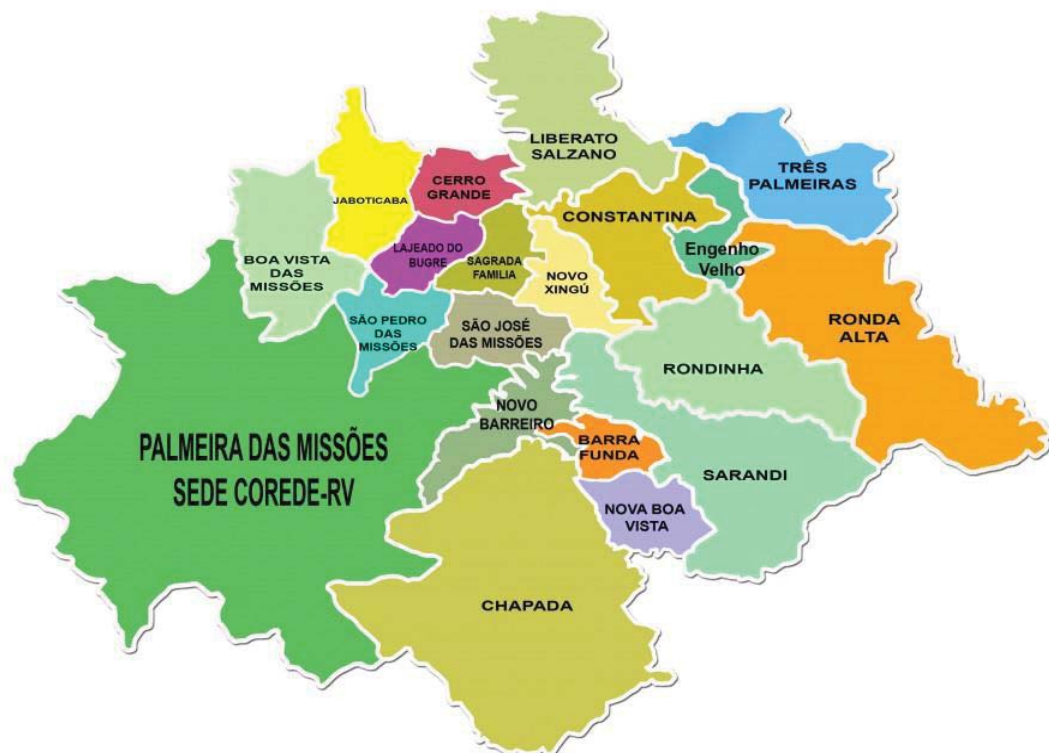 LIBERATO
SALZANO
TRÊS
PALMEIRAS
CERRO
GRANDE
JABOTICABA
CONSTANTINA
LAJEADO DO
BUGRE
SAGRADA
FAMILIA
Engenho
Velho
BOA VISTA
DAS
MISSÕES
NOVO
XINGÚ
SÃO PEDRO
DAS
MISSÕES
SÃO JOSÉ
DAS MISSÕES
RONDA
ALTA
RONDINHA
NOVO
BARREIRO
PALMEIRA DAS MISSÕES
SEDE COREDE-RV
BARRA
FUNDA
SARANDI
NOVA BOA
VISTA
CHAPADA